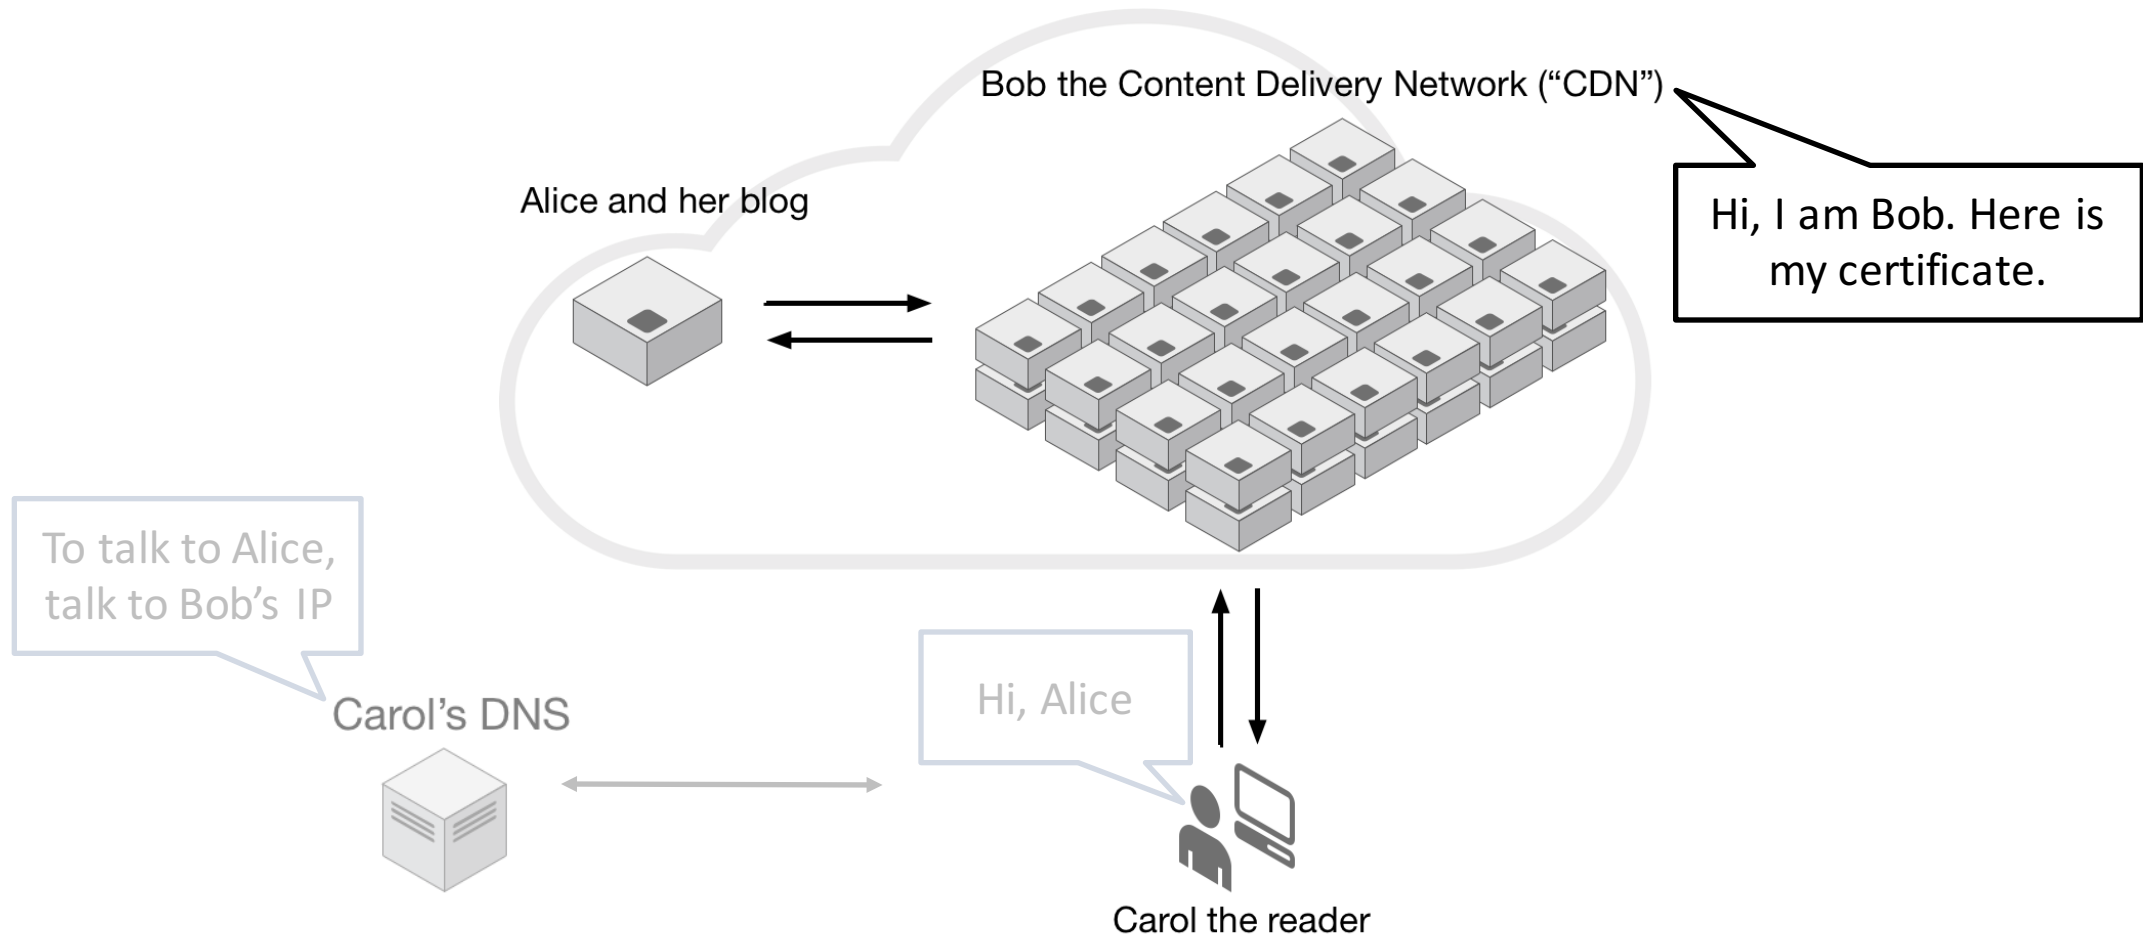 Bob the Content Delivery Network (“CDN”)
Hi, I am Bob. Here is
my certificate.
Alice and her blog
To talk to Alice,
talk to Bob’s IP
Hi, Alice
Carol’s DNS
Carol the reader